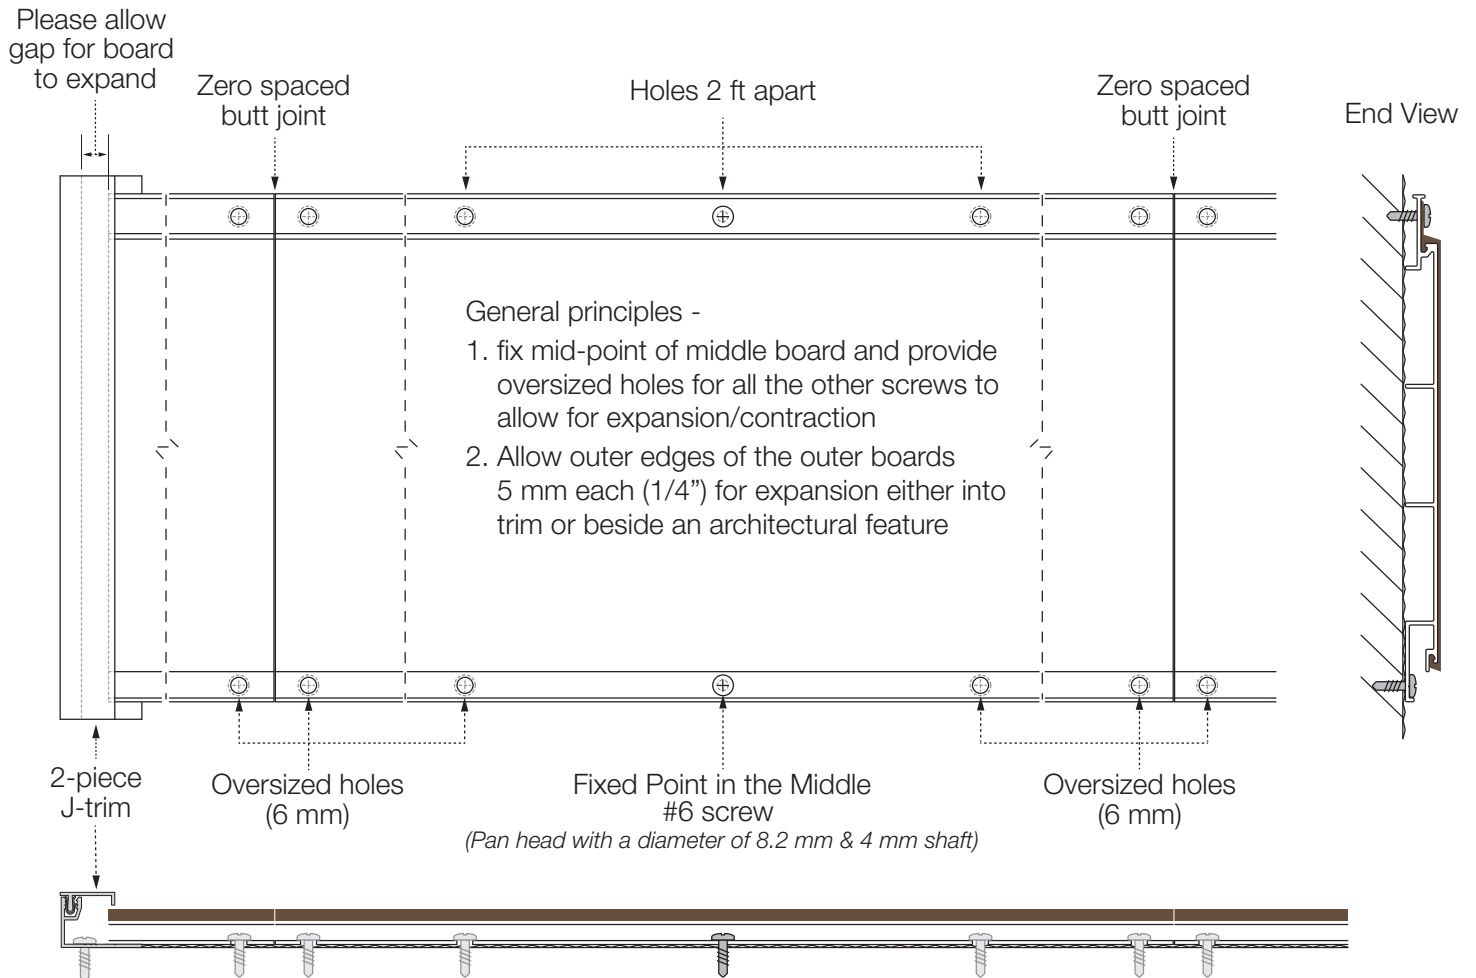 Please allow
gap for board
to expand
Zero spaced
butt joint
Holes 2 ft apart
Zero spaced
butt joint
End View
General principles -
1. fix mid-point of middle board and provide
oversized holes for all the other screws to
allow for expansion/contraction
2. Allow outer edges of the outer boards
5 mm each (1/4”) for expansion either into
trim or beside an architectural feature
2-piece
J-trim
Oversized holes
(6 mm)
Fixed Point in the Middle
#6 screw
(Pan head with a diameter of 8.2 mm & 4 mm shaft)
Oversized holes
(6 mm)